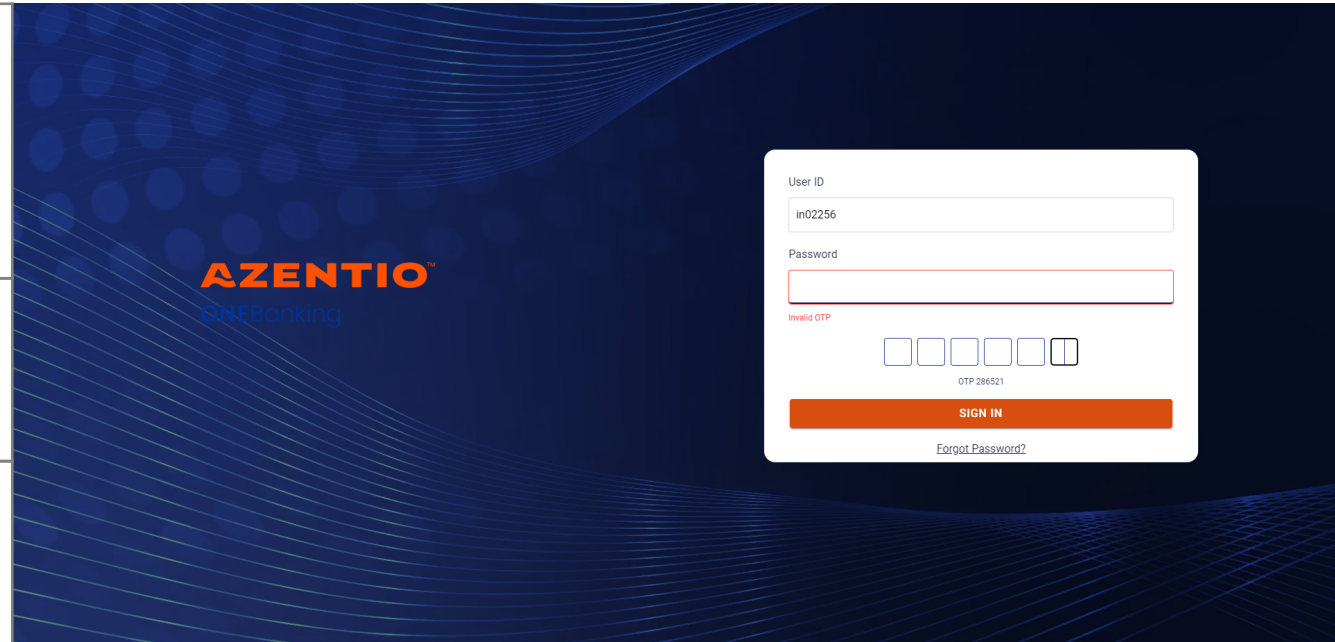 User ID
in02256
Password
AZENTIO™
ONEBanking
Invalid OTP
OTP 286521
SIGN IN
Forgot Password?